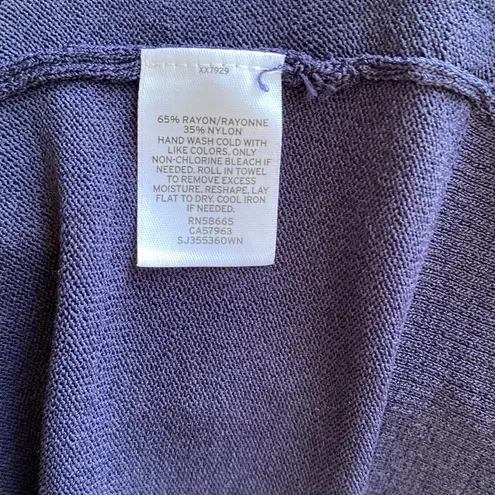 XX7929
65% RAYON/RAYONNE
35% NYLON
HAND WASH COLD WITH
LIKE COLORS. ONLY
NON-CHLORINE BLEACH IF
NEEDED. ROLL IN TOWEL
TO REMOVE EXCESS
MOISTURE. RESHAPE, LAY
FLAT TO DRY. COOL IRON
IF NEEDED.
RN58665
CA57963
SJ355360WN